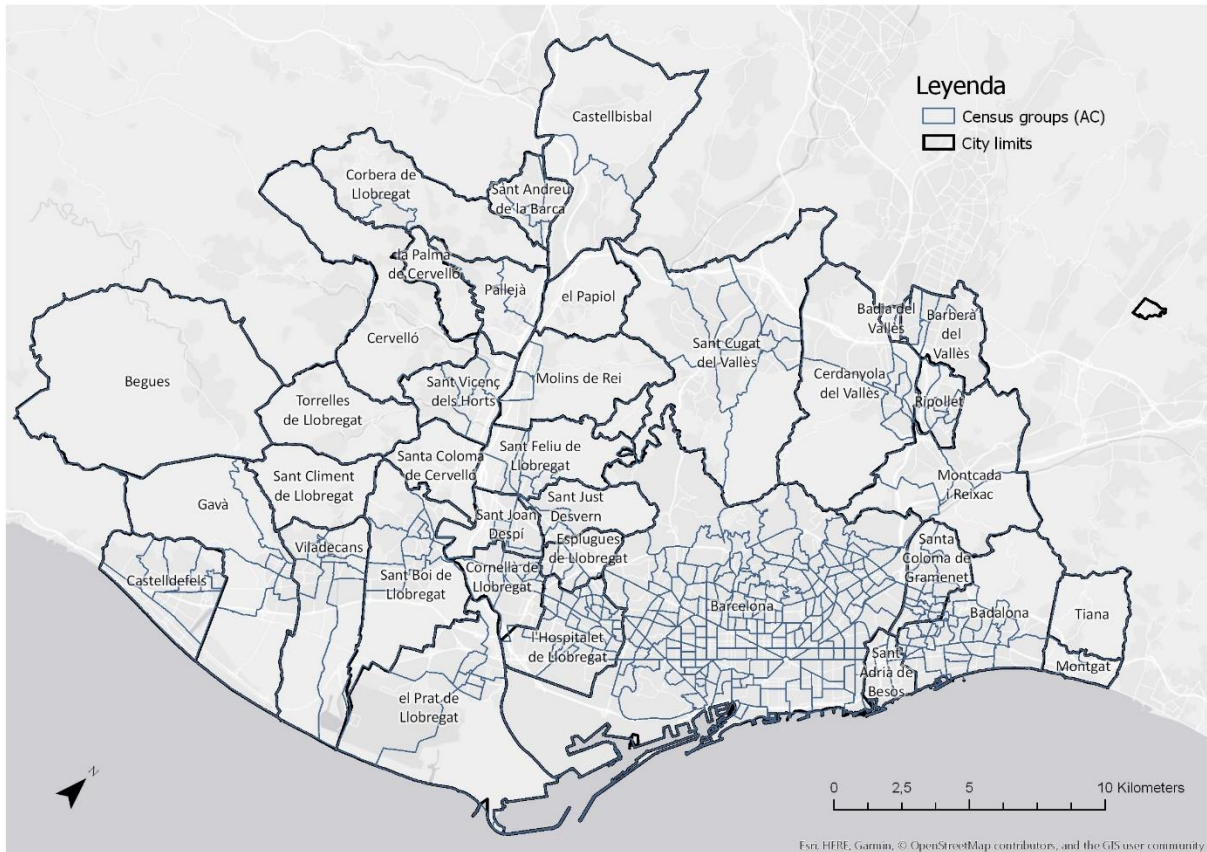 Leyenda
Census groups (AC)
City limits
Castellbisbal
Corbera de
Llobregat
Sant Andreu
de la Barca
la Palma
de Cervelló
Pallejà
el Papiol
Badia del
Vallès
Barberà
del
Vallès
Cervelló
Sant Cugat
del Vallès
Begues
Sant Vicenç
dels Horts
Molins de Rei
Cerdanyola
del Vallès
Ripollet
Torrelles
de Llobregat
Santa Coloma
de Cervelló
Sant Feliu de
Llobregat
Sant Climent
de Llobregat
Montcada
i Reixac
Gavà
Sant Just
Desvern
Sant Joan
Despí
Viladecans
Esplugues
de Llobregat
Santa
Coloma de
Gramenet
Castelldefels
Sant Boi de
Llobregat
Cornellà de
Llobregat
Barcelona
Badalona
Tiana
l'Hospitalet
de Llobregat
Sant
Adrià de
Besòs
Montgat
el Prat de
Llobregat
N
0 2,5 5 10 Kilometers
Esri, HERE, Garmin, © OpenStreetMap contributors, and the GIS user community